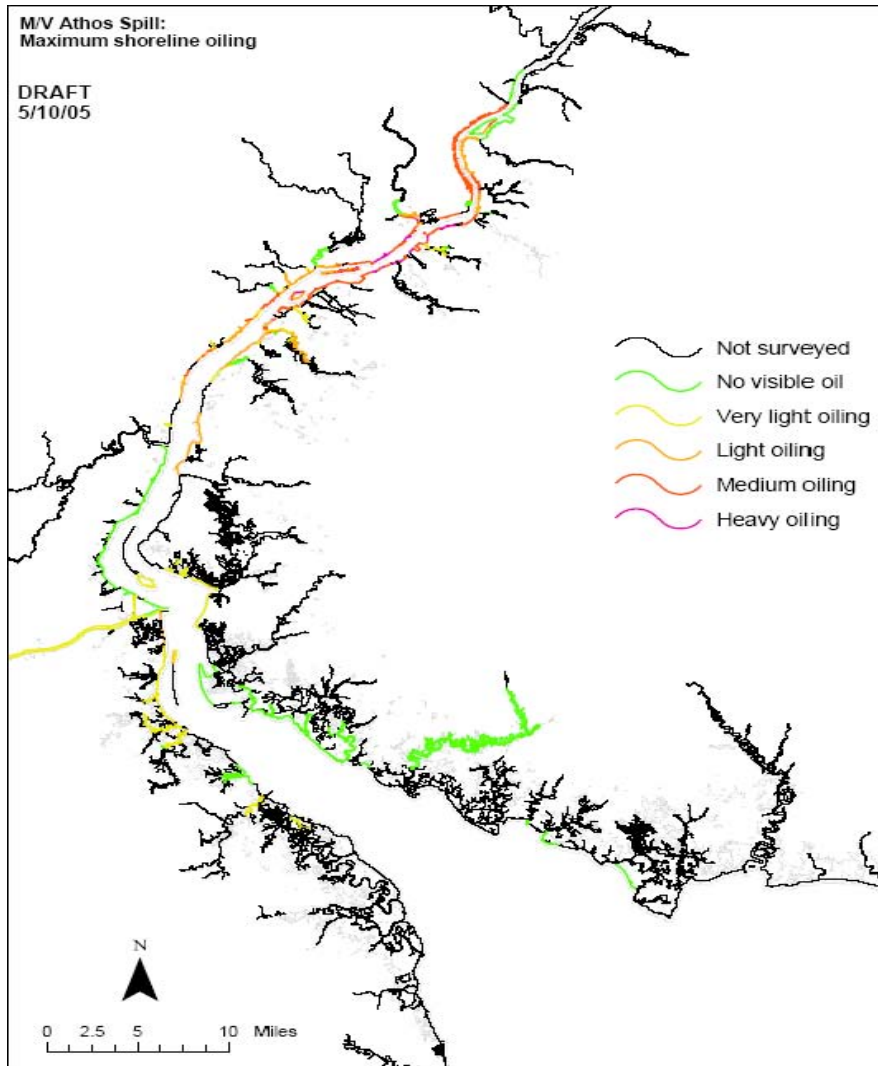 M/V Athos Spill:
Maximum shoreline oiling
DRAFT
5/10/05
Not surveyed
No visible oil
Very light oiling
Light oiling
Medium oiling
Heavy oiling
N
0 2.5 5 10 Miles